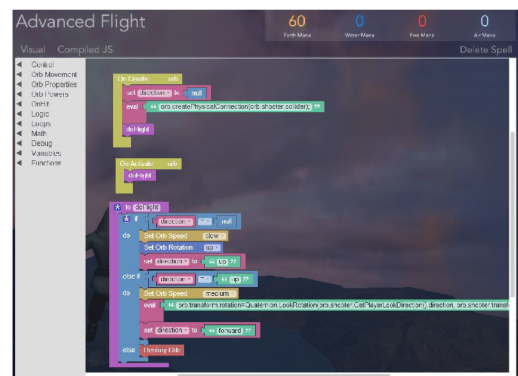 Advanced Flight
60 0 0 0
Earth Mana Water Mana Fire Mana Air Mana
Visual Compiled JS Delete Spell
Control
Orb Movement
Orb Properties
Orb Powers
OnHit
Logic
Loops
Math
Debug
Variables
Functions
On Create orb
set direction to null
eval “ orb.createPhysicalConnection(orb.shooter.collider); ”
doFlight
On Activate orb
doFlight
to doFlight
if direction = null
do Set Orb Speed slow
Set Orb Rotation up
set direction to “ up ”
else if direction = “ up ”
do Set Orb Speed medium
eval “ orb.transform.rotation=Quaternion.LookRotation(orb.shooter.GetPlayerLookDirection().direction, orb.shooter.transf
set direction to “ forward ”
else Destroy Orb